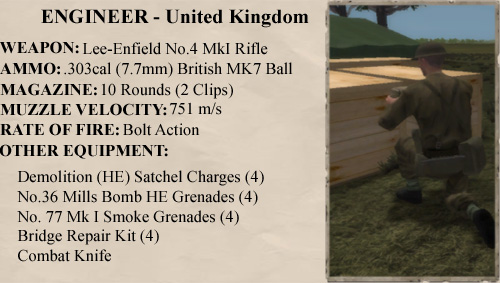 ENGINEER - United Kingdom
WEAPON: Lee-Enfield No.4 MkI Rifle
AMMO: .303cal (7.7mm) British MK7 Ball
MAGAZINE: 10 Rounds (2 Clips)
MUZZLE VELOCITY: 751 m/s
RATE OF FIRE: Bolt Action
OTHER EQUIPMENT:
Demolition (HE) Satchel Charges (4)
No.36 Mills Bomb HE Grenades (4)
No. 77 Mk I Smoke Grenades (4)
Bridge Repair Kit (4)
Combat Knife